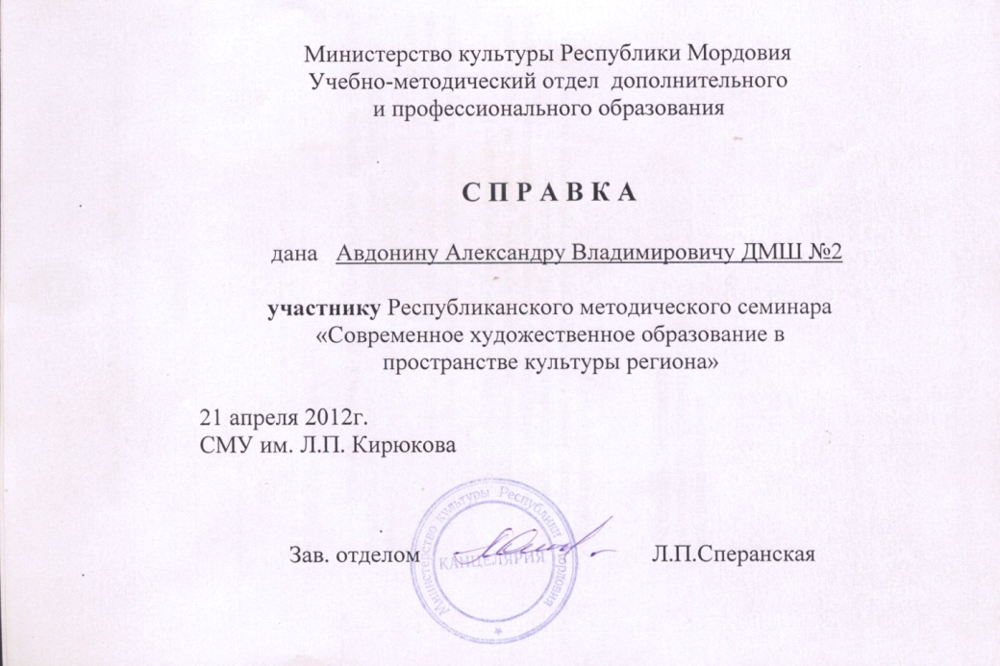 Министерство культуры Республики Мордовия
Учебно-методический отдел дополнительного
и профессионального образования
СПРАВКА
дана Авдонину Александру Владимировичу ДМШ №2
участнику Республиканского методического семинара
«Современное художественное образование в
пространстве культуры региона»
21 апреля 2012г.
СМУ им. Л.П. Кирюкова
Министерство культуры Республики Мордовия
КАНЦЕЛЯРИЯ
Зав. отделом Л.П.Сперанская